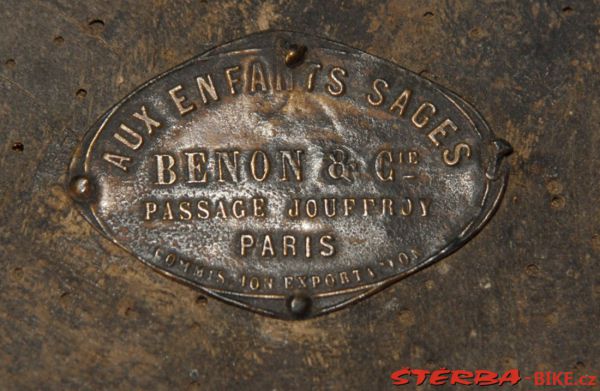 AUX ENFANTS SAGES
BENON & CIE
PASSAGE JOUFFROY
PARIS
COMMISSION EXPORTATION
STERBA-BIKE.cz